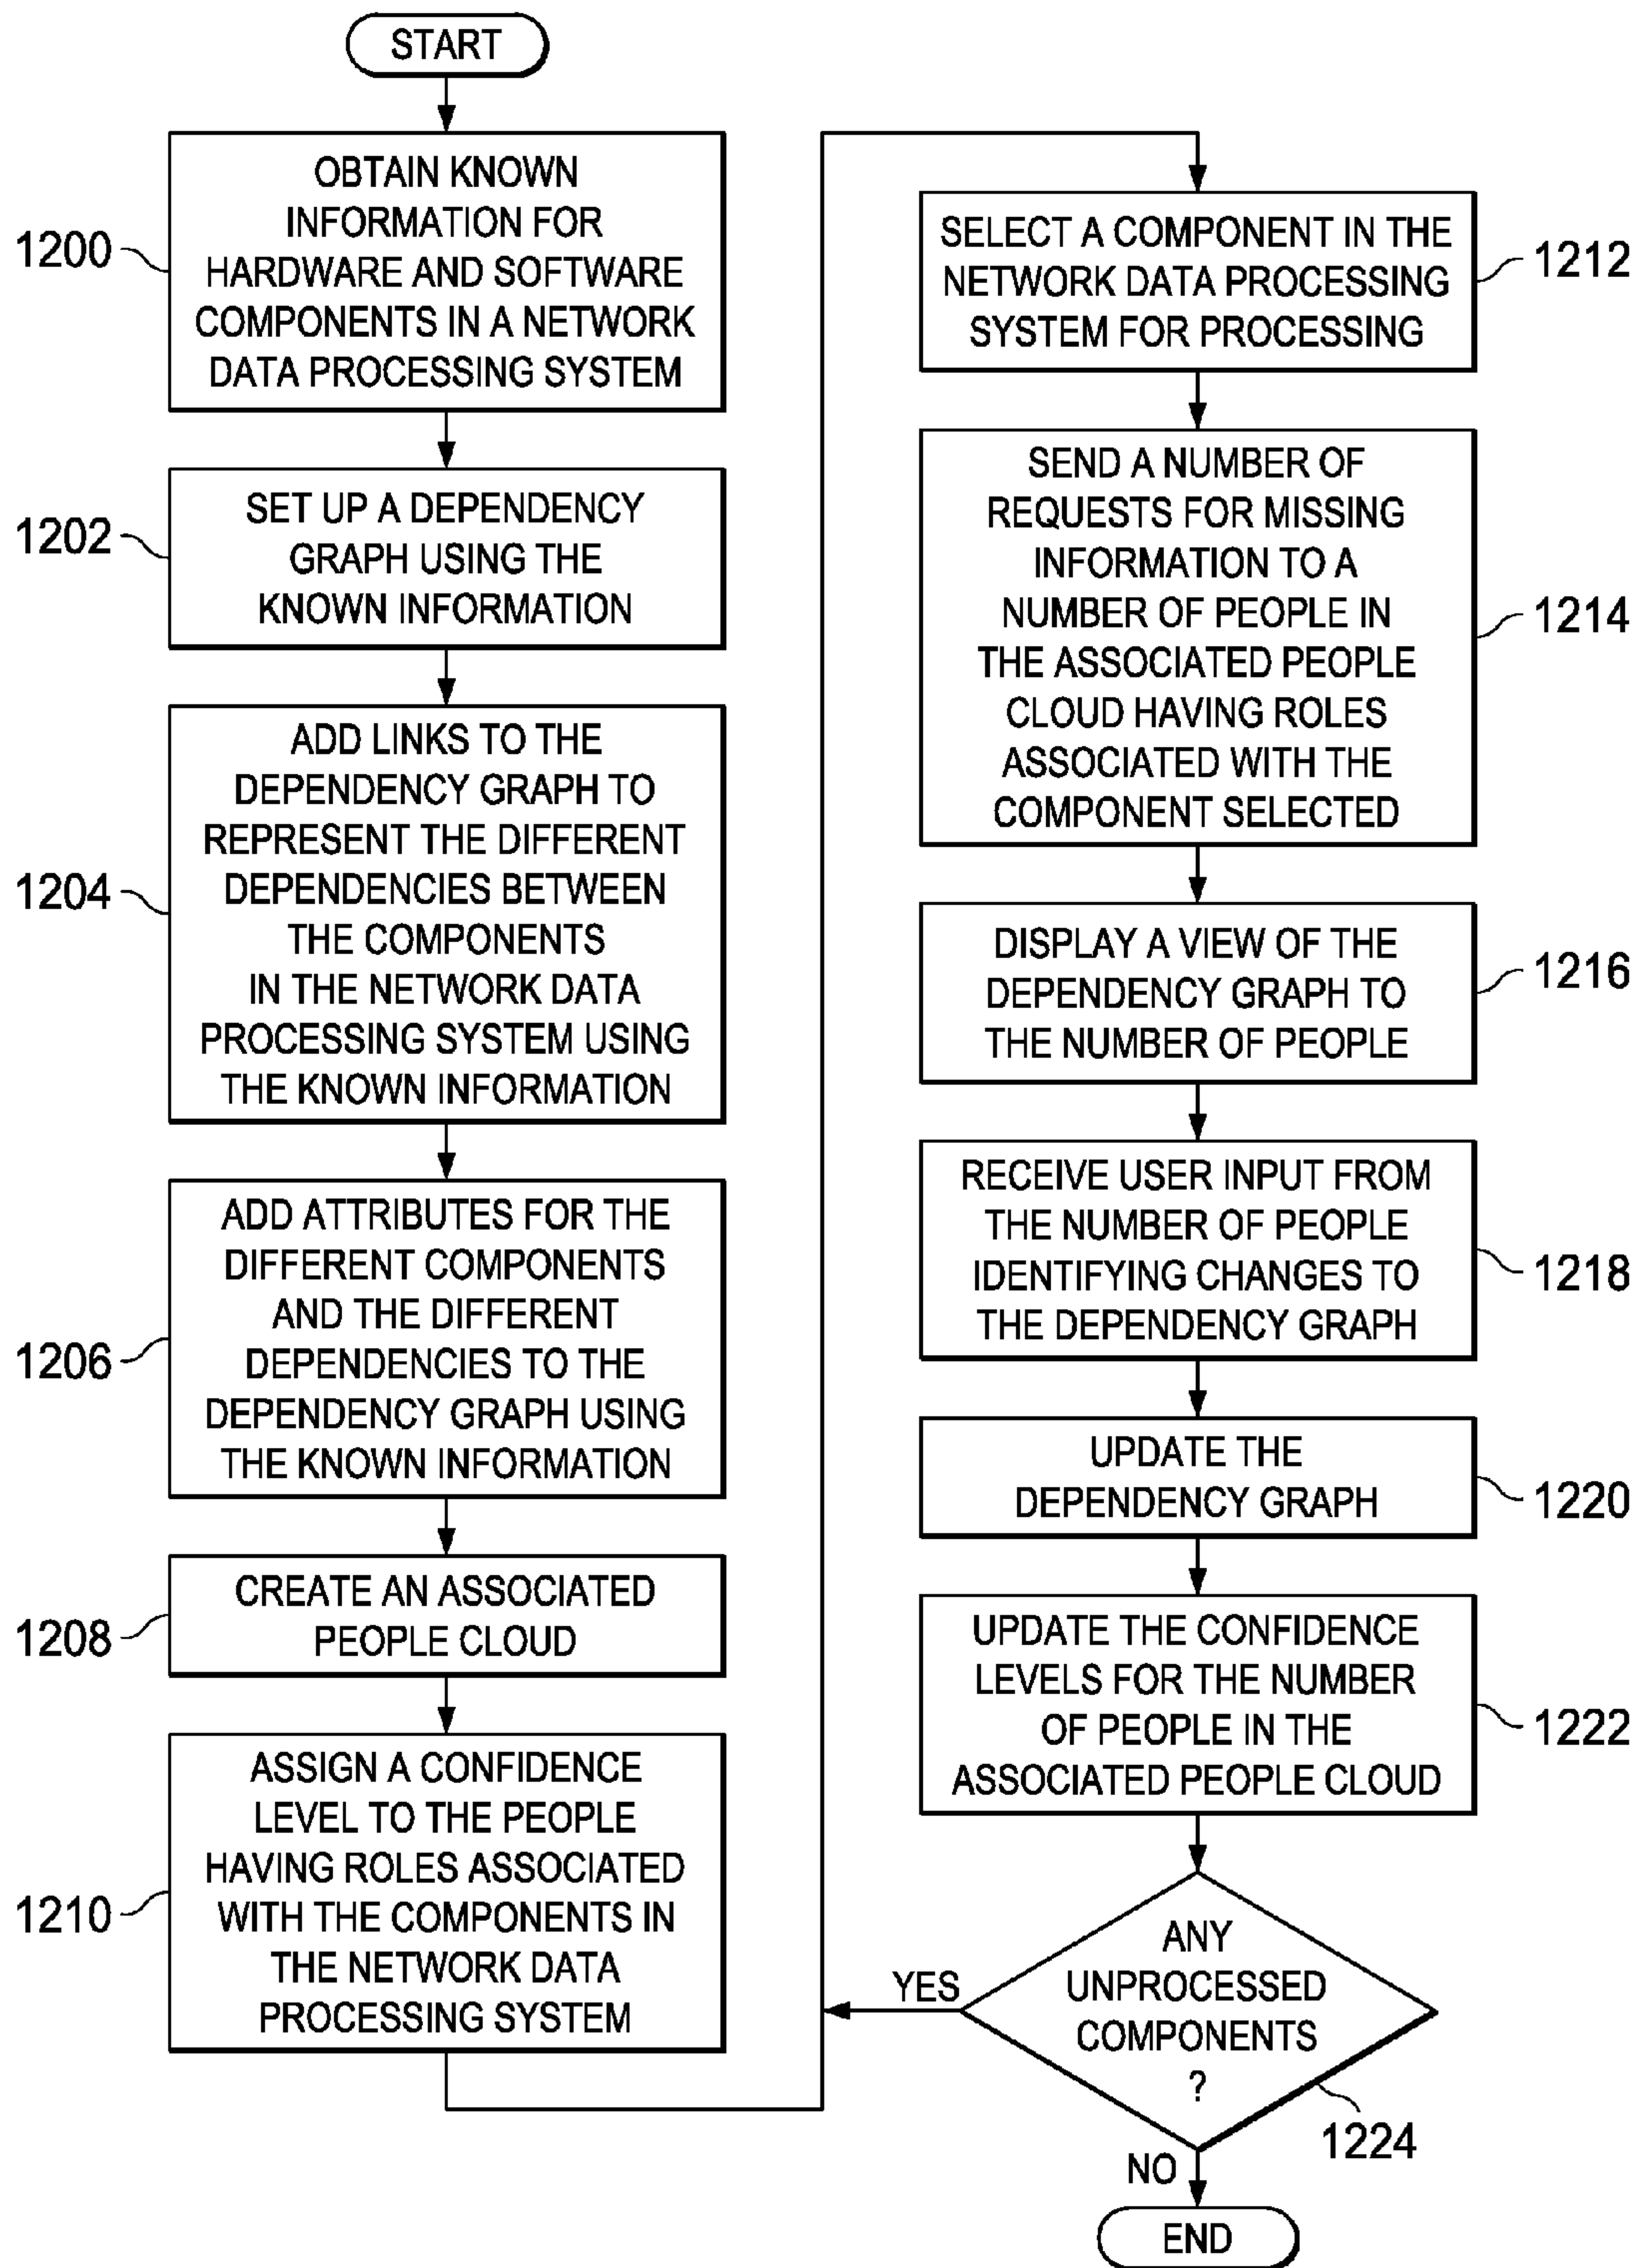 START
OBTAIN KNOWN
INFORMATION FOR
HARDWARE AND SOFTWARE
COMPONENTS IN A NETWORK
DATA PROCESSING SYSTEM
1200
SET UP A DEPENDENCY
GRAPH USING THE
KNOWN INFORMATION
1202
ADD LINKS TO THE
DEPENDENCY GRAPH TO
REPRESENT THE DIFFERENT
DEPENDENCIES BETWEEN
THE COMPONENTS
IN THE NETWORK DATA
PROCESSING SYSTEM USING
THE KNOWN INFORMATION
1204
ADD ATTRIBUTES FOR THE
DIFFERENT COMPONENTS
AND THE DIFFERENT
DEPENDENCIES TO THE
DEPENDENCY GRAPH USING
THE KNOWN INFORMATION
1206
CREATE AN ASSOCIATED
PEOPLE CLOUD
1208
ASSIGN A CONFIDENCE
LEVEL TO THE PEOPLE
HAVING ROLES ASSOCIATED
WITH THE COMPONENTS IN
THE NETWORK DATA
PROCESSING SYSTEM
1210
SELECT A COMPONENT IN THE
NETWORK DATA PROCESSING
SYSTEM FOR PROCESSING
1212
SEND A NUMBER OF
REQUESTS FOR MISSING
INFORMATION TO A
NUMBER OF PEOPLE IN
THE ASSOCIATED PEOPLE
CLOUD HAVING ROLES
ASSOCIATED WITH THE
COMPONENT SELECTED
1214
DISPLAY A VIEW OF THE
DEPENDENCY GRAPH TO
THE NUMBER OF PEOPLE
1216
RECEIVE USER INPUT FROM
THE NUMBER OF PEOPLE
IDENTIFYING CHANGES TO
THE DEPENDENCY GRAPH
1218
UPDATE THE
DEPENDENCY GRAPH
1220
UPDATE THE CONFIDENCE
LEVELS FOR THE NUMBER
OF PEOPLE IN THE
ASSOCIATED PEOPLE CLOUD
1222
ANY
UNPROCESSED
COMPONENTS
?
YES
1224
NO
END